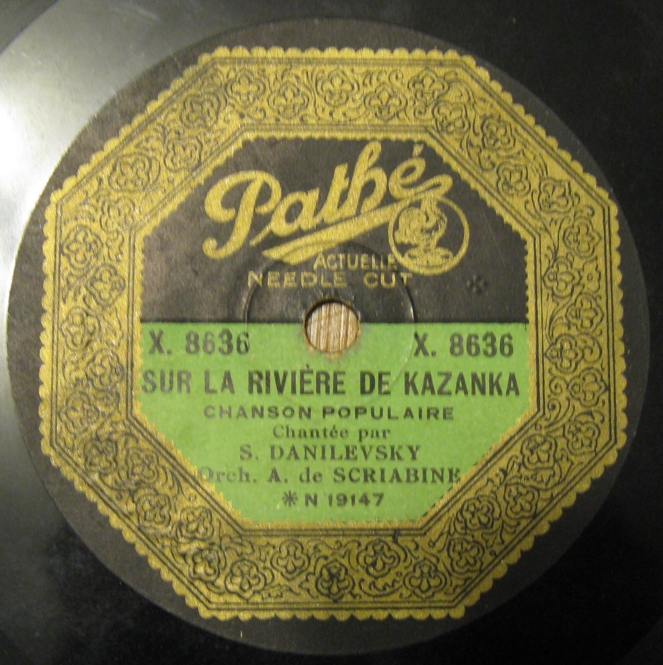 Pathé
ACTUELLE
NEEDLE CUT
X. 8636 X. 8636
SUR LA RIVIÈRE DE KAZANKA
CHANSON POPULAIRE
Chantée par
S. DANILEVSKY
Orch. A. de SCRIABINE
* N 19147